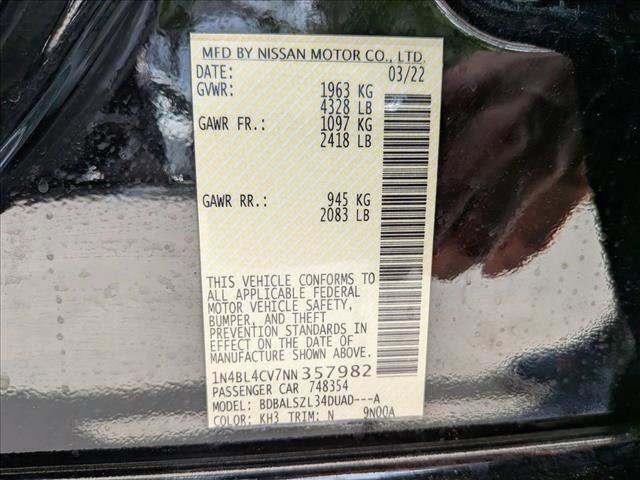 MFD BY NISSAN MOTOR CO., LTD.
DATE: 03/22
GVWR: 1963 KG
4328 LB
GAWR FR.: 1097 KG
2418 LB
GAWR RR.: 945 KG
2083 LB
THIS VEHICLE CONFORMS TO
ALL APPLICABLE FEDERAL
MOTOR VEHICLE SAFETY,
BUMPER, AND THEFT
PREVENTION STANDARDS IN
EFFECT ON THE DATE OF
MANUFACTURE SHOWN ABOVE.
1N4BL4CV7NN357982
PASSENGER CAR 748354
MODEL: BDBALSZL34DUAD---A
COLOR: KH3 TRIM: N 9N00A